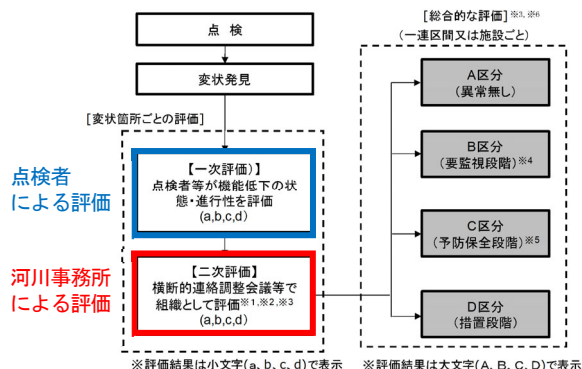 点 検
変状発見
[変状箇所ごとの評価]
点検者
による評価
【一次評価)】
点検者等が機能低下の状
態・進行性を評価
(a,b,c,d)
河川事務所
による評価
【二次評価】
横断的連絡調整会議等で
組織として評価※1,※2,※3
(a,b,c,d)
※評価結果は小文字(a, b, c, d)で表示
[総合的な評価]※3,※6
(一連区間又は施設ごと)
A区分
(異常無し)
B区分
(要監視段階)※4
C区分
(予防保全段階)※5
D区分
(措置段階)
※評価結果は大文字(A, B, C, D)で表示